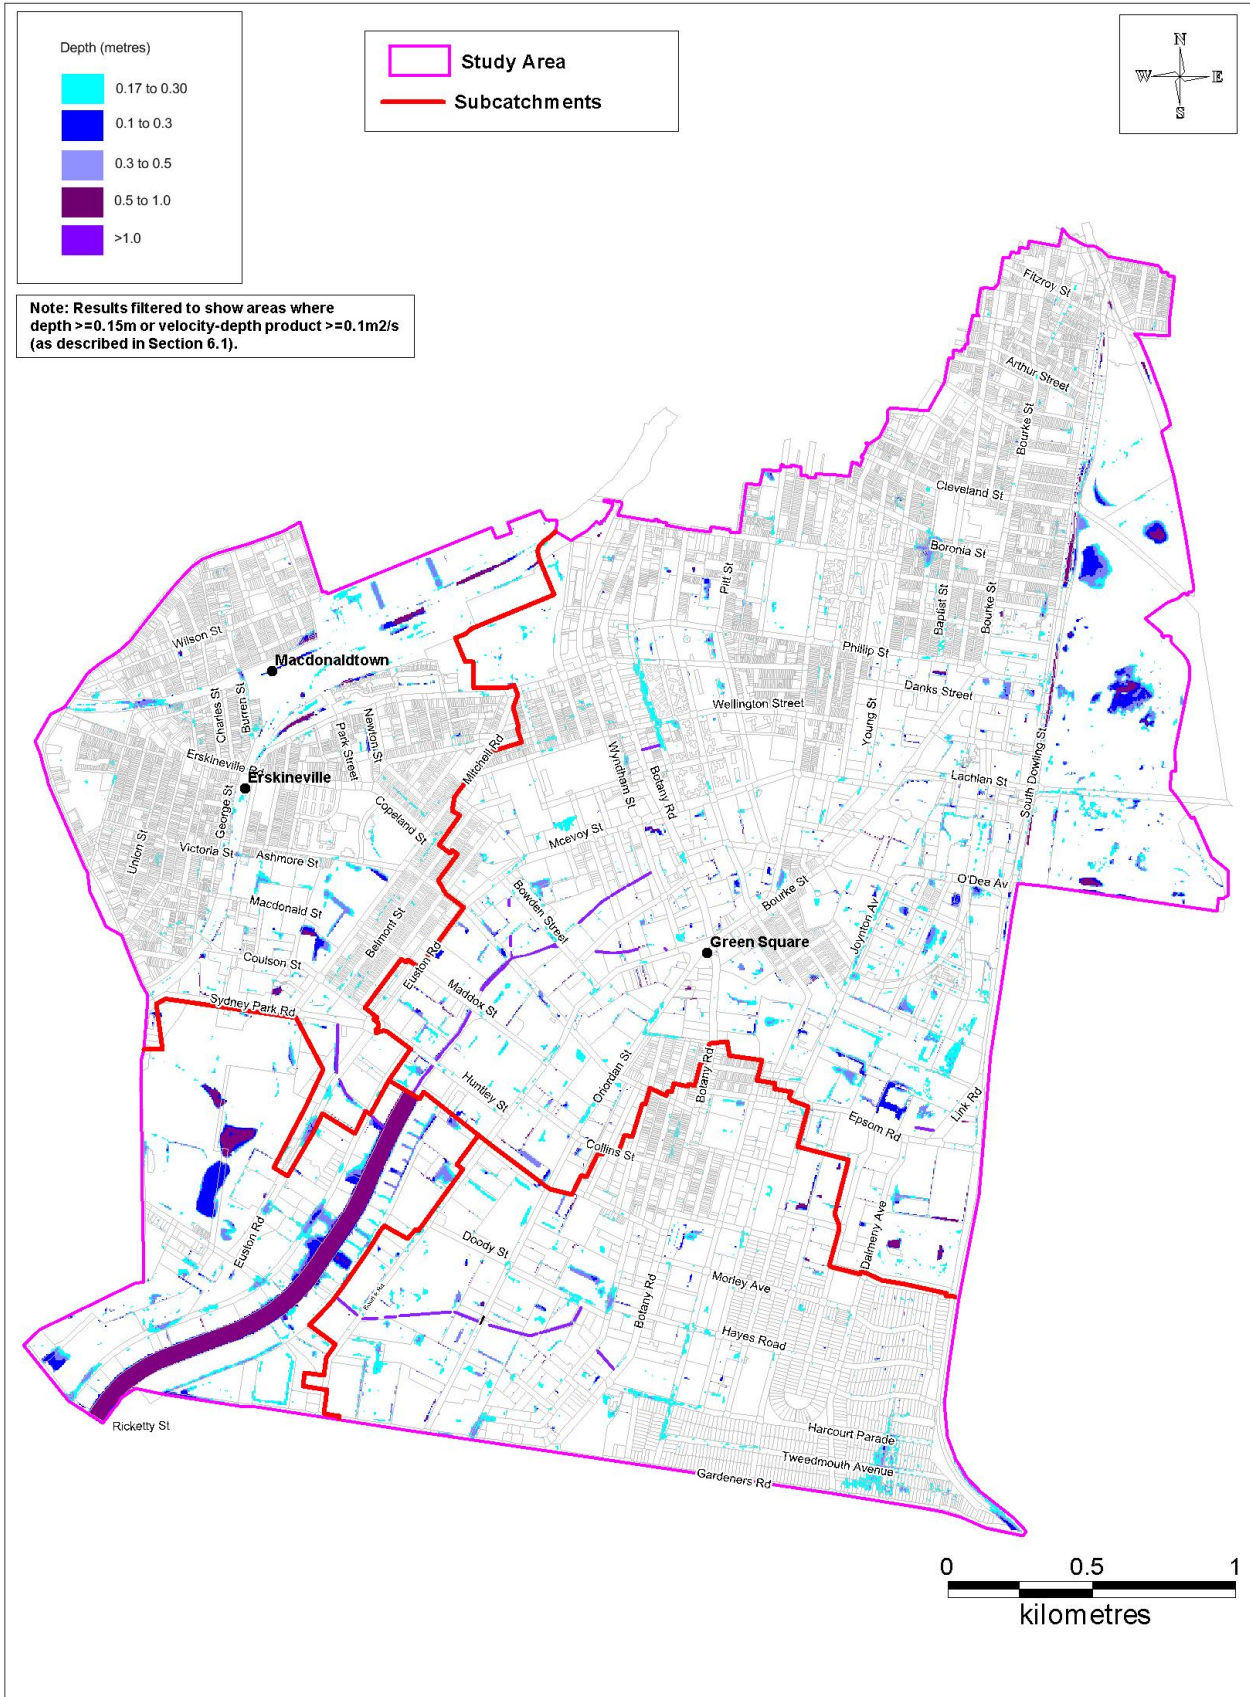 Depth (metres)
0.17 to 0.30
0.1 to 0.3
0.3 to 0.5
0.5 to 1.0
>1.0
Study Area
Subcatchments
N
W E
S
Note: Results filtered to show areas where
depth >=0.15m or velocity-depth product >=0.1m2/s
(as described in Section 6.1).
Fitzroy St
Arthur Street
Bourke St
Cleveland St
Boronia St
Pitt St
Baptist St
Bourke St
Wilson St
Phillip St
Macdonaldtown
Charles St
Burren St
Danks Street
Wellington Street
Young St
Newton St
Park Street
Mitchell Rd
Wyndham St
Botany Rd
South Dowling St
Erskineville Rd
Erskineville
Lachlan St
George St
Copeland St
Mcevoy St
Union St
Victoria St
Ashmore St
O'Dea Av
Bourke St
Bowden Street
Macdonald St
Belmont St
Joynton Av
Green Square
Coulson St
Euston Rd
Maddox St
Sydney Park Rd
Huntley St
Oriordan St
Botany Rd
Link Rd
Epsom Rd
Collins St
Euston Rd
Doody St
Dalmeny Ave
Morley Ave
Botany Rd
Hayes Road
Ricketty St
Harcourt Parade
Tweedmouth Avenue
Gardeners Rd
0 0.5 1
kilometres